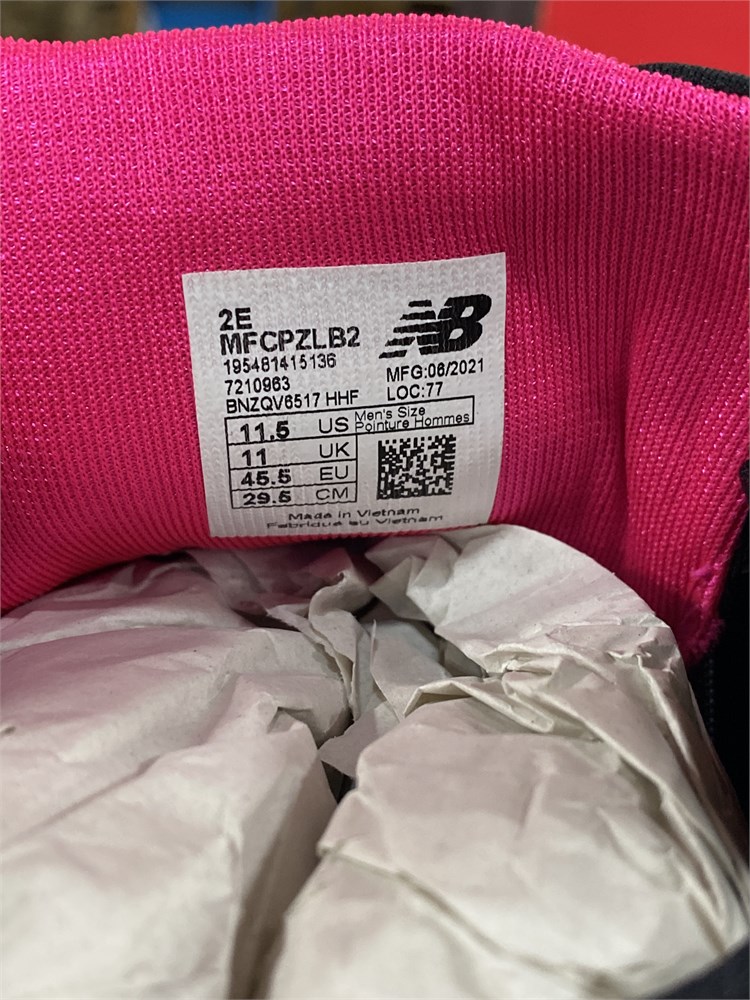 2E
MFCPZLB2
NB
195481415136
7210963
MFG:06/2021
BNZQV6517 HHF
LOC:77
11.5 US Men's Size
Pointure Hommes
11 UK
45.5 EU
29.5 CM
Made in Vietnam
Fabriqué au Vietnam